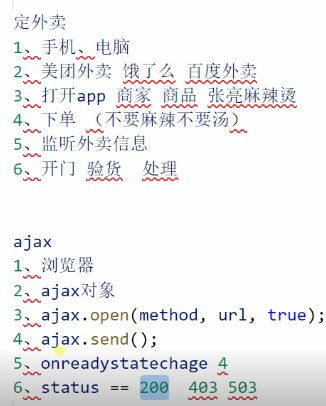 定外卖
1、手机、电脑
2、美团外卖 饿了么 百度外卖
3、打开app 商家 商品 张亮麻辣烫
4、下单 （不要麻辣不要汤）
5、监听外卖信息
6、开门 验货 处理
ajax
1、浏览器
2、ajax对象
3、ajax.open(method, url, true);
4、ajax.send();
5、onreadystatechage 4
6、status == 200 403 503